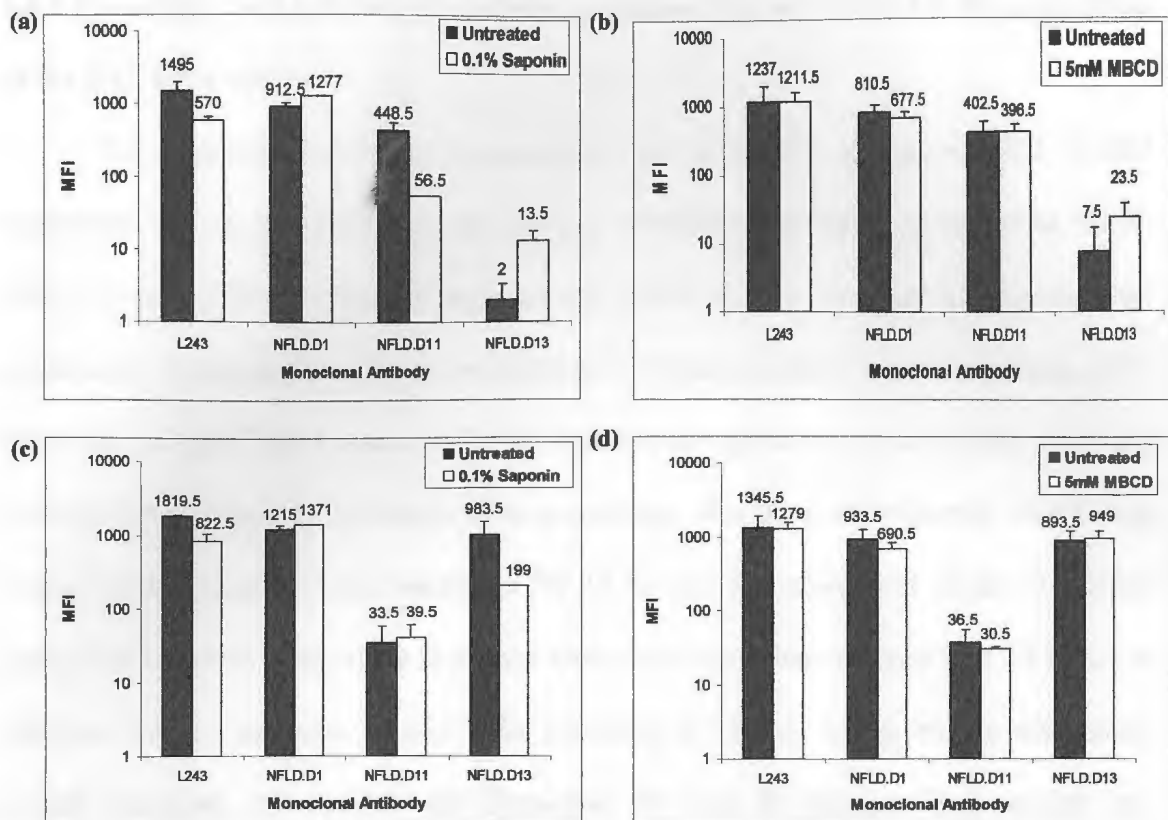 (a)
10000
1000
100
10
1
MFI
Untreated
0.1% Saponin
1495
570
912.5
1277
448.5
56.5
2
13.5
L243
NFLD.D1
NFLD.D11
NFLD.D13
Monoclonal Antibody
(b)
10000
1000
100
10
1
MFI
Untreated
5mM MBCD
1237
1211.5
810.5
677.5
402.5
396.5
7.5
23.5
L243
NFLD.D1
NFLD.D11
NFLD.D13
Monoclonal Antibody
(c)
10000
1000
100
10
1
MFI
Untreated
0.1% Saponin
1819.5
822.5
1215
1371
33.5
39.5
983.5
199
L243
NFLD.D1
NFLD.D11
NFLD.D13
Monoclonal Antibody
(d)
10000
1000
100
10
1
MFI
Untreated
5mM MBCD
1345.5
1279
933.5
690.5
36.5
30.5
893.5
949
L243
NFLD.D1
NFLD.D11
NFLD.D13
Monoclonal Antibody